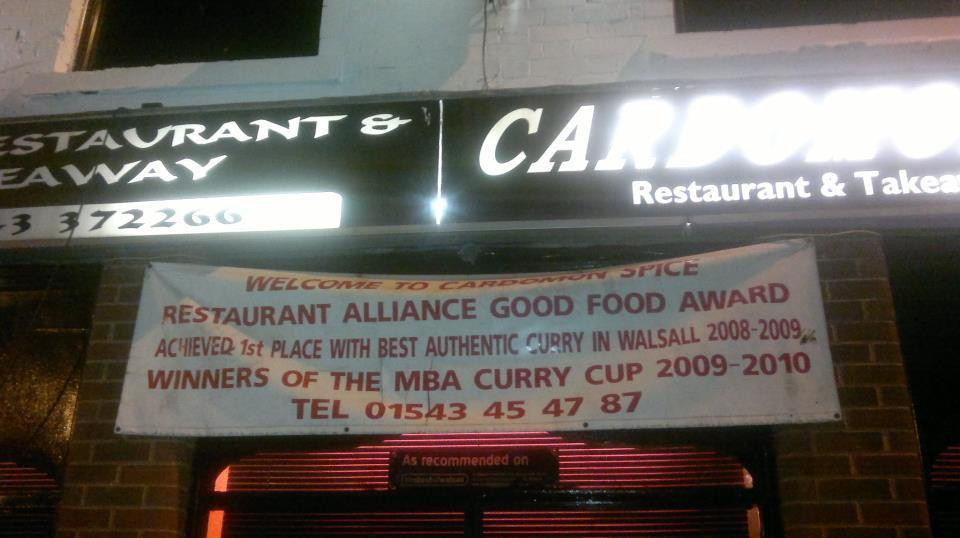 ESTAURANT &
EAWAY
3 372266
CARDOMO
Restaurant & Takea
WELCOME TO CARDOMON SPICE
RESTAURANT ALLIANCE GOOD FOOD AWARD
ACHIEVED 1st PLACE WITH BEST AUTHENTIC CURRY IN WALSALL 2008-2009
WINNERS OF THE MBA CURRY CUP 2009-2010
TEL 01543 45 47 87
As recommended on